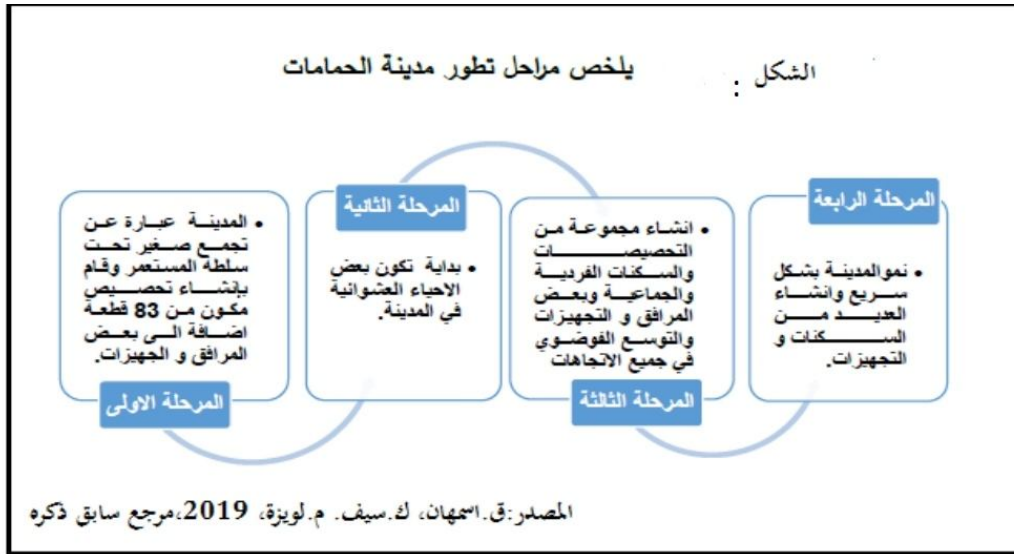 الشكل :
يلخص مراحل تطور مدينة الحمامات
• المدينة عبارة عن
تجمع صغير تحت
سلطة المستعمر وقام
بإنشاء تحصيص
مكون من 83 قطعة
اضافة الى بعض
المرافق و الجهيزات.
المرحلة الاولى
المرحلة الثانية
• بداية تكون بعض
الاحياء العشوائية
في المدينة.
• انشاء مجموعة من
التحصيصات
والسكنات الفردية
والجماعية وبعض
المرافق و التجهيزات
والتوسع الفوضوي
في جميع الاتجاهات
المرحلة الثالثة
المرحلة الرابعة
• نموالمدينة بشكل
سريع وانشاء
العديد من
السكنات و
التجهيزات.
المصدر:ق.اسمهان، ك.سيف. م.لويزة، 2019،مرجع سابق ذكره